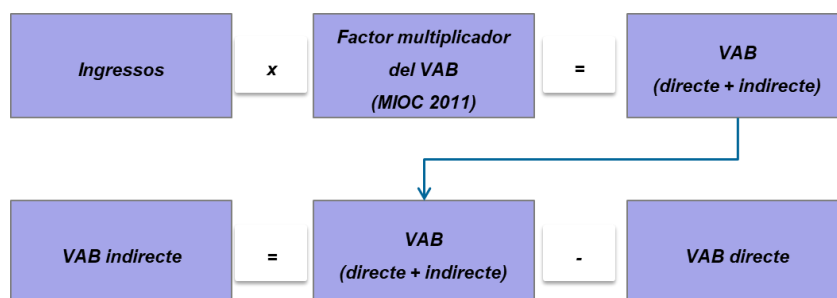 Ingressos
x
Factor multiplicador
del VAB
(MIOC 2011)
=
VAB
(directe + indirecte)
VAB indirecte
=
VAB
(directe + indirecte)
-
VAB directe